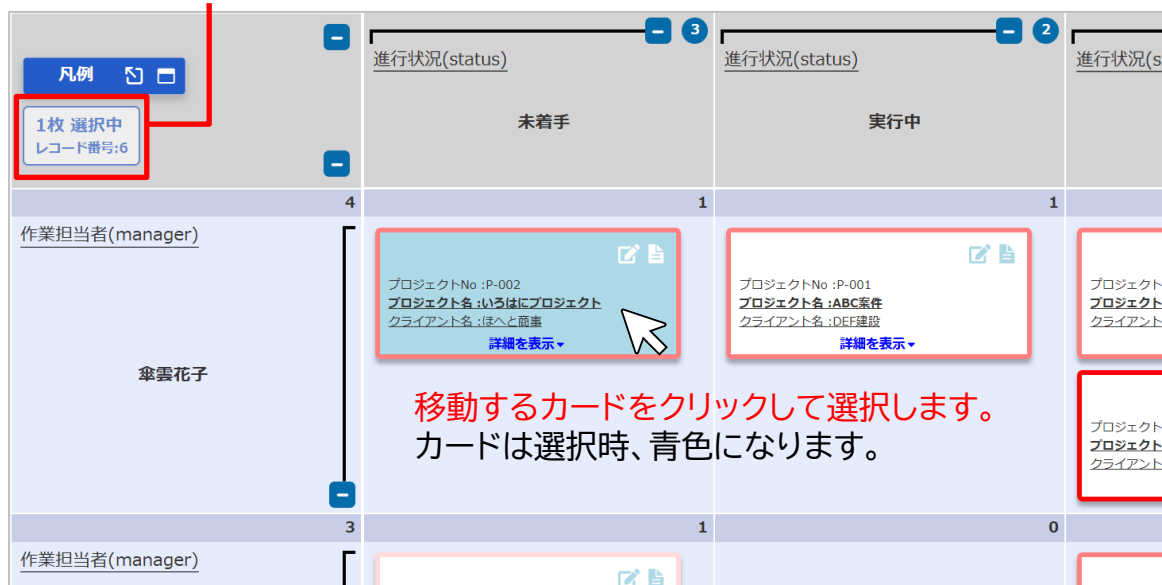 3
2
進行状況(status)
進行状況(status)
進行状況(s
凡例
1枚 選択中
レコード番号:6
未着手
実行中
4
1
1
作業担当者(manager)
プロジェクトNo :P-002
プロジェクト名 :いろはにプロジェクト
クライアント名 :ほへと商事
詳細を表示
プロジェクトNo :P-001
プロジェクト名 :ABC案件
クライアント名 :DEF建設
詳細を表示
プロジェクト
プロジェクト
クライアント
傘雲花子
移動するカードをクリックして選択します。
カードは選択時、青色になります。
プロジェクト
プロジェクト
クライアント
3
1
0
作業担当者(manager)